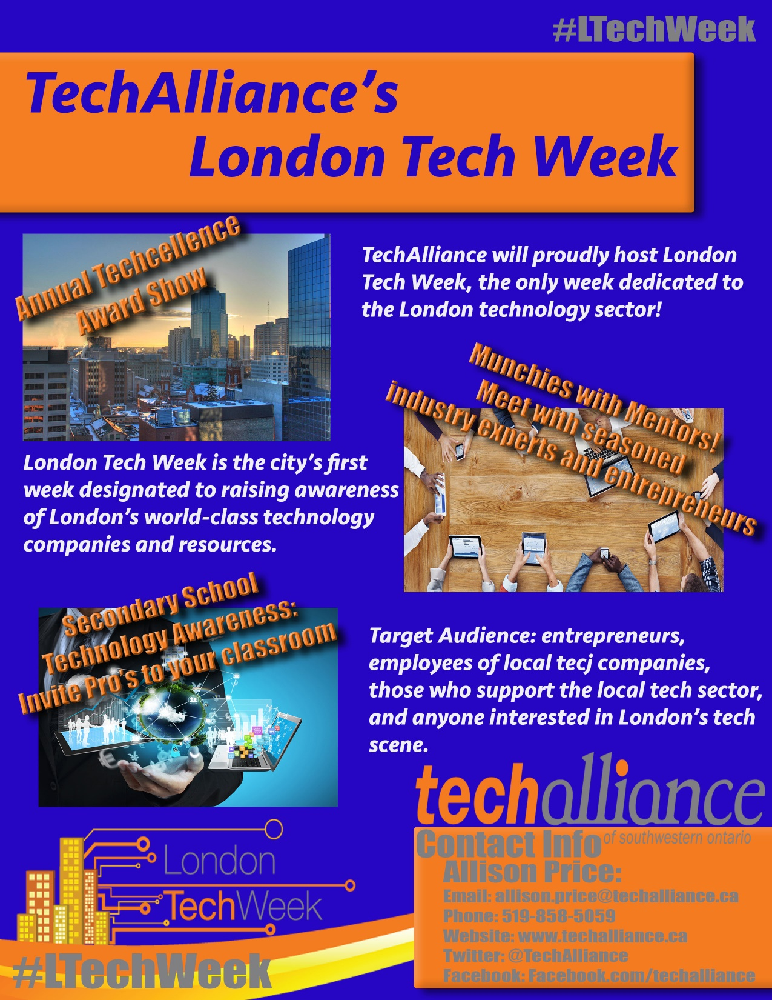 #LTechWeek
TechAlliance’s
London Tech Week
Annual Techcellence
Award Show
TechAlliance will proudly host London
Tech Week, the only week dedicated to
the London technology sector!
Munchies with Mentors!
Meet with seasoned
industry experts and entrepreneurs
London Tech Week is the city’s first
week designated to raising awareness
of London’s world-class technology
companies and resources.
Secondary School
Technology Awareness:
Invite Pro's to your classroom
Target Audience: entrepreneurs,
employees of local tecj companies,
those who support the local tech sector,
and anyone interested in London’s tech
scene.
techalliance
of southwestern ontario
Contact Info
Allison Price:
Email: allison.price@techalliance.ca
Phone: 519-858-5059
Website: www.techalliance.ca
Twitter: @TechAlliance
Facebook: Facebook.com/techalliance
London
TechWeek
#LTechWeek